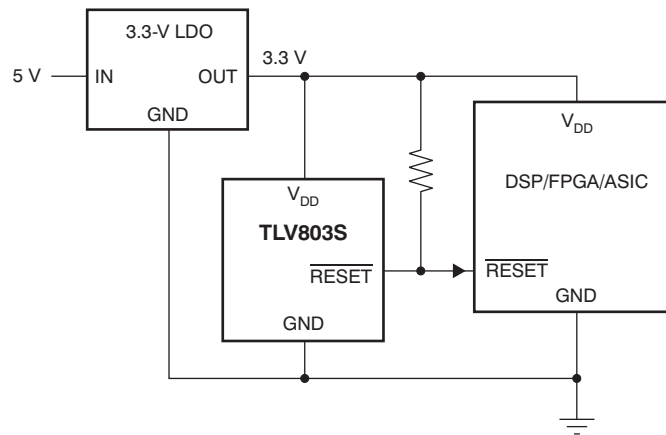 3.3-V LDO
5 V
IN
OUT
3.3 V
GND
V_DD
TLV803S
RESET
GND
V_DD
DSP/FPGA/ASIC
RESET
GND